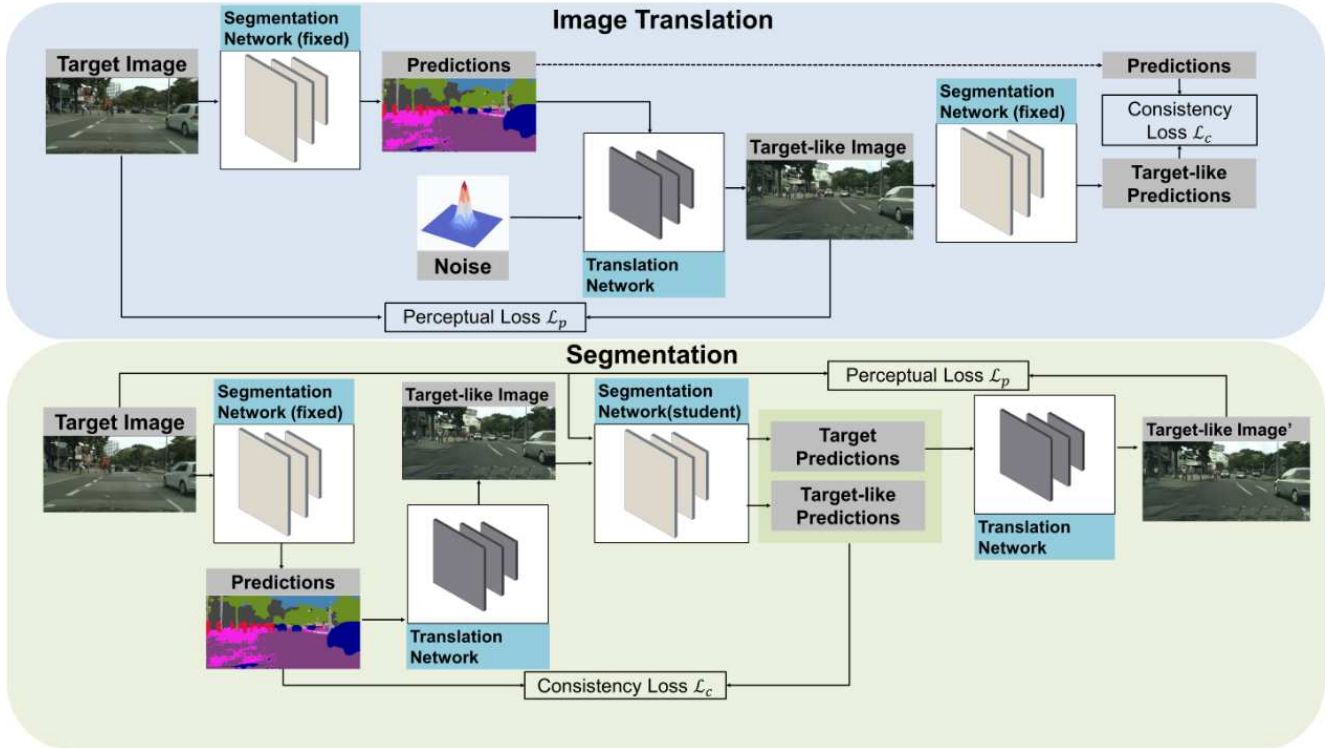 Image Translation
Segmentation
Network (fixed)
Target Image
Predictions
Predictions
Segmentation
Network (fixed)
Consistency
Loss ℒc
Target-like Image
Target-like
Predictions
Noise
Translation
Network
Perceptual Loss ℒp
Segmentation
Perceptual Loss ℒp
Segmentation
Network (fixed)
Target-like Image
Segmentation
Network(student)
Target Image
Target
Predictions
Target-like Image'
Target-like
Predictions
Translation
Network
Predictions
Translation
Network
Consistency Loss ℒc